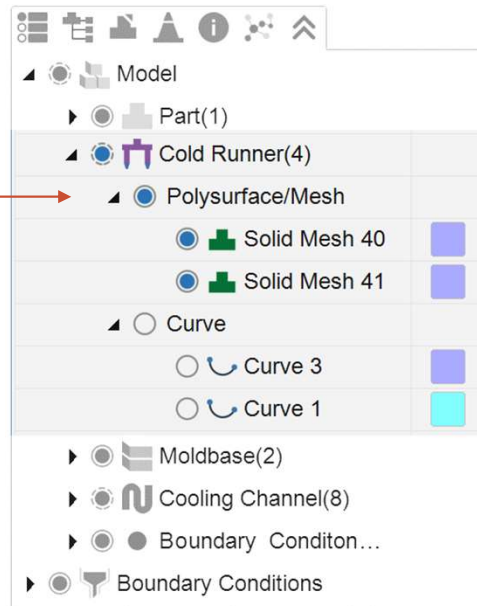 Model
Part(1)
Cold Runner(4)
Polysurface/Mesh
Solid Mesh 40
Solid Mesh 41
Curve
Curve 3
Curve 1
Moldbase(2)
Cooling Channel(8)
Boundary Conditon...
Boundary Conditions